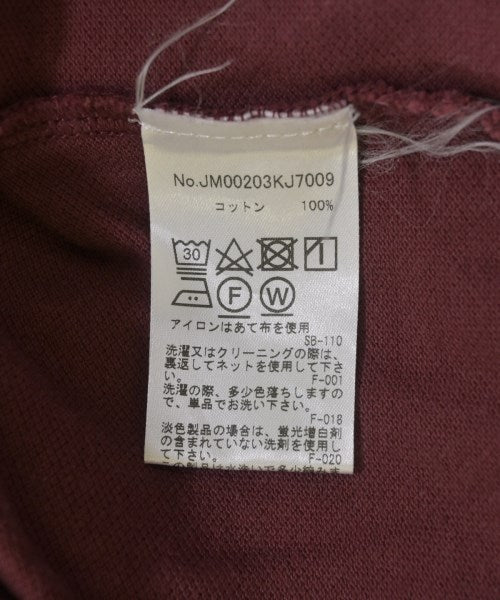 No.JM00203KJ7009
コットン 100%
30
F W
アイロンはあて布を使用
SB-110
洗濯又はクリーニングの際は、
裏返してネットを使用して下さ
い。 F-001
洗濯の際、多少色落ちしますの
で、単品でお洗い下さい。
F-018
淡色製品の場合は、蛍光増白剤
の含まれていない洗剤を使用し
て下さい。 F-020